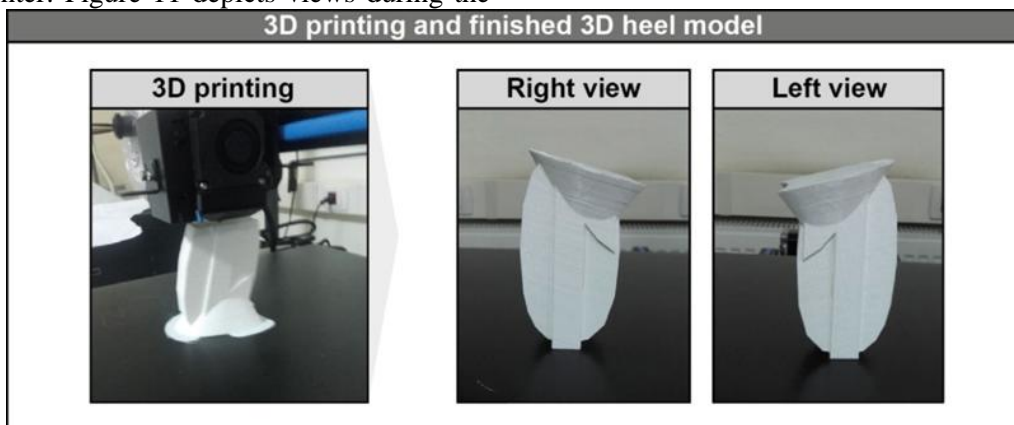 nter. Figure 11 depicts views during the
3D printing and finished 3D heel model
3D printing
Right view
Left view